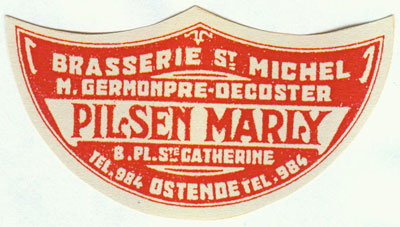 BRASSERIE ST MICHEL
M. GERMONPRE-DECOSTER
PILSEN MARLY
8. PL. STE CATHERINE
TEL. 984 OSTENDE TEL. 984